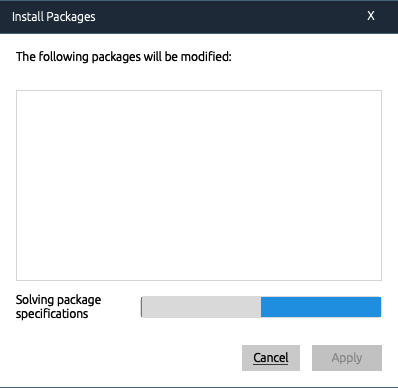 Install Packages X
The following packages will be modified:
Solving package
specifications
Cancel Apply